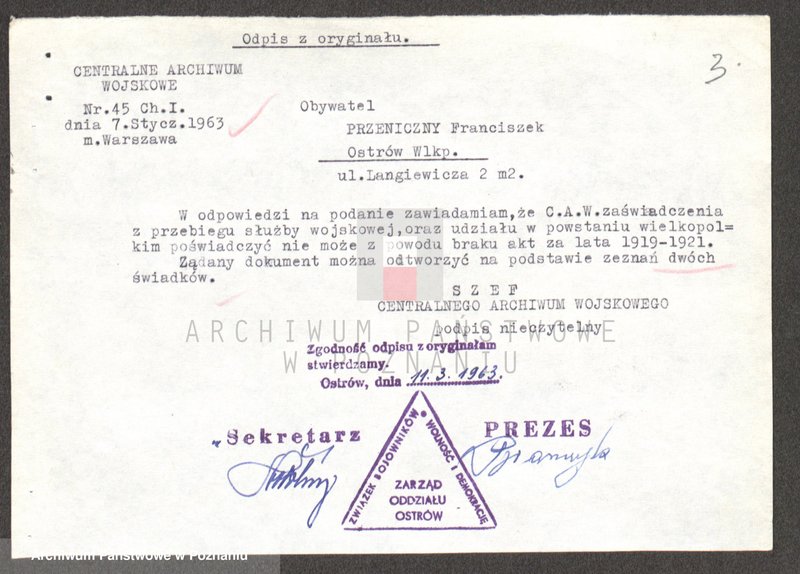 Odpis z oryginału.
3.
CENTRALNE ARCHIWUM
WOJSKOWE
Nr.45 Ch.I.
dnia 7.Stycz.1963
m.Warszawa
Obywatel
PRZENICZNY Franciszek
Ostrów Wlkp.
ul.Langiewicza 2 m2.
W odpowiedzi na podanie zawiadamiam,że C.A.W.zaświadczenia
z przebiegu służby wojskowej,oraz udziału w powstaniu wielkopol=
kim poświadczyć nie może z powodu braku akt za lata 1919-1921.
Żądany dokument można odtworzyć na podstawie zeznań dwóch
świadków.
S Z E F
CENTRALNEGO ARCHIWUM WOJSKOWEGO
podpis nieczytelny
ARCHIWUM PAŃSTWOWE
W POZNANIU
Zgodność odpisu z oryginałam
stwierdzamy.
Ostrów, dnia 11.3.1963.
Sekretarz
PREZES
ZWIĄZEK BOJOWNIKÓW
WOLNOŚĆ I DEMOKRACJĘ
ZARZĄD
ODDZIAŁU
OSTRÓW
Archiwum Państwowe w Poznaniu